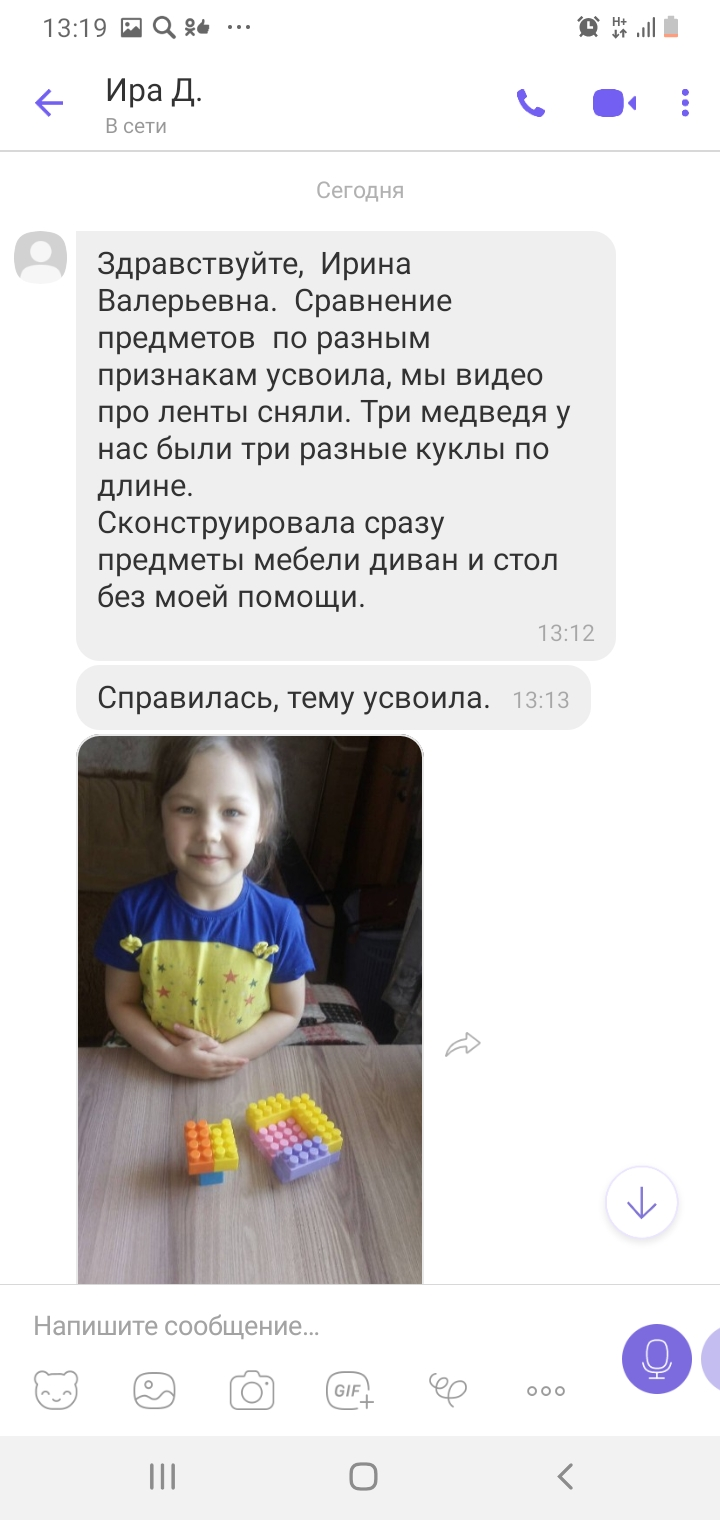 13:19
H+
Ира Д.
В сети
Сегодня
Здравствуйте, Ирина
Валерьевна. Сравнение
предметов по разным
признакам усвоила, мы видео
про ленты сняли. Три медведя у
нас были три разные куклы по
длине.
Сконструировала сразу
предметы мебели диван и стол
без моей помощи.
13:12
Справилась, тему усвоила. 13:13
Напишите сообщение...
GIF